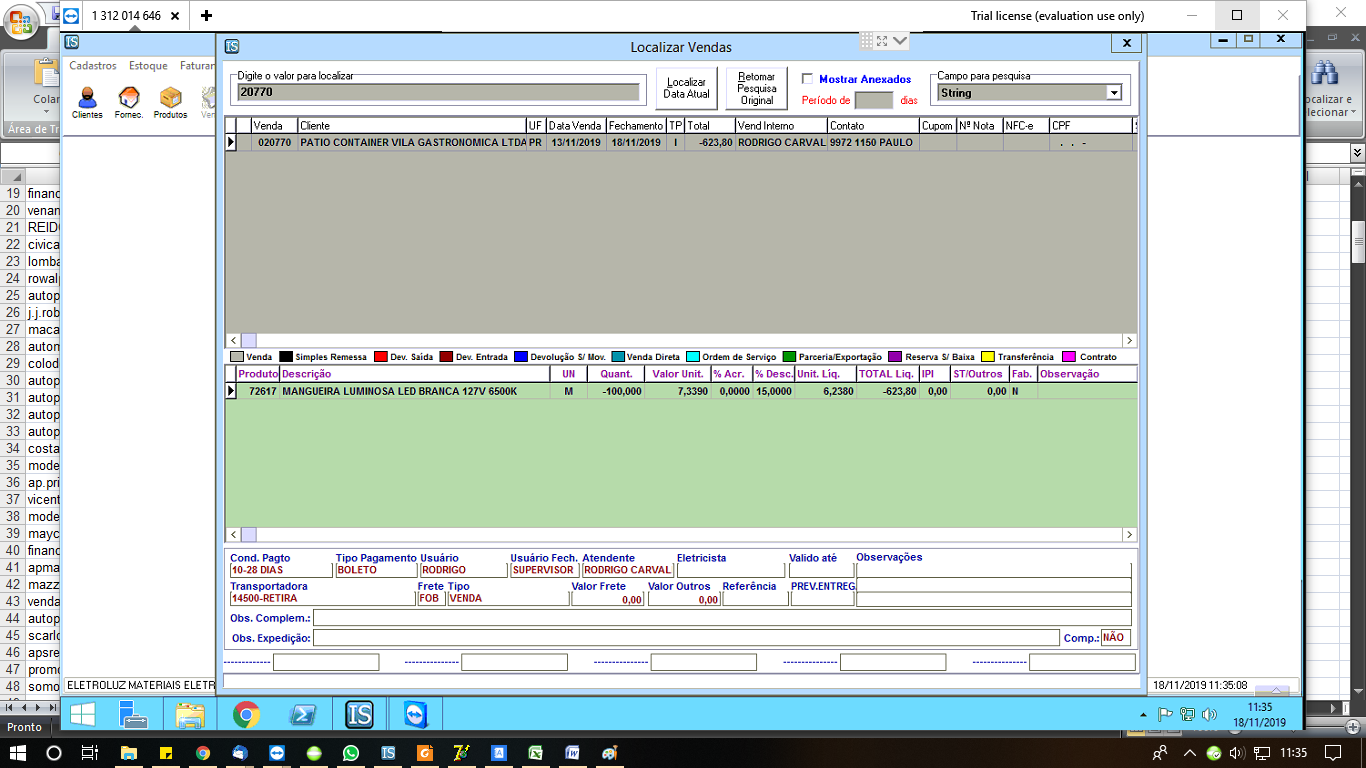 1 312 014 646
Trial license (evaluation use only)
IS
Cadastros Estoque
Clientes Fornec. Produtos
IS Localizar Vendas
Digite o valor para localizar
20770
Localizar
Data Atual
Retornar
Pesquisa
Original
Mostrar Anexados
Período de dias
Campo para pesquisa
String
Venda Cliente UF Data Venda Fechamento TP Total Vend Interno Contato Cupom Nº Nota NFC-e CPF
020770 PATIO CONTAINER VILA GASTRONOMICA LTDA PR 13/11/2019 18/11/2019 I -623,80 RODRIGO CARVAL 9972 1150 PAULO . . -
Venda Simples Remessa Dev. Saída Dev. Entrada Devolução S/ Mov. Venda Direta Ordem de Serviço Parceria/Exportação Reserva S/ Baixa Transferência Contrato
Produto Descrição UN Quant. Valor Unit. % Acr. % Desc. Unit. Líq. TOTAL Liq. IPI ST/Outros Fab. Observação
72617 MANGUEIRA LUMINOSA LED BRANCA 127V 6500K M -100,000 7,3390 0,0000 15,0000 6,2380 -623,80 0,00 0,00 N
Cond. Pagto Tipo Pagamento Usuário Usuário Fech. Atendente Eletricista Valido até Observações
10-28 DIAS BOLETO RODRIGO SUPERVISOR RODRIGO CARVAL
Transportadora Frete Tipo Valor Frete Valor Outros Referência PREV.ENTREG.
14500-RETIRA FOB VENDA 0,00 0,00
Obs. Complem.:
Obs. Expedição: Comp.: NÃO
------------- ------------- ------------- ------------- -------------
ELETROLUZ MATERIAIS ELETR
18/11/2019 11:35:08
IS
11:35
18/11/2019
Área de Tr
19 financ
20 venan
21 REID
22 civica
23 lomba
24 rowal
25 autop
26 j.j.rob
27 maca
28 autom
29 colod
30 autop
31 autop
32 autop
33 autop
34 costa
35 mode
36 ap.pri
37 vicent
38 mode
39 mayc
40 financ
41 apma
42 mazz
43 venda
44 autop
45 scarlo
46 apsre
47 promo
48 somo
Pronto
11:35